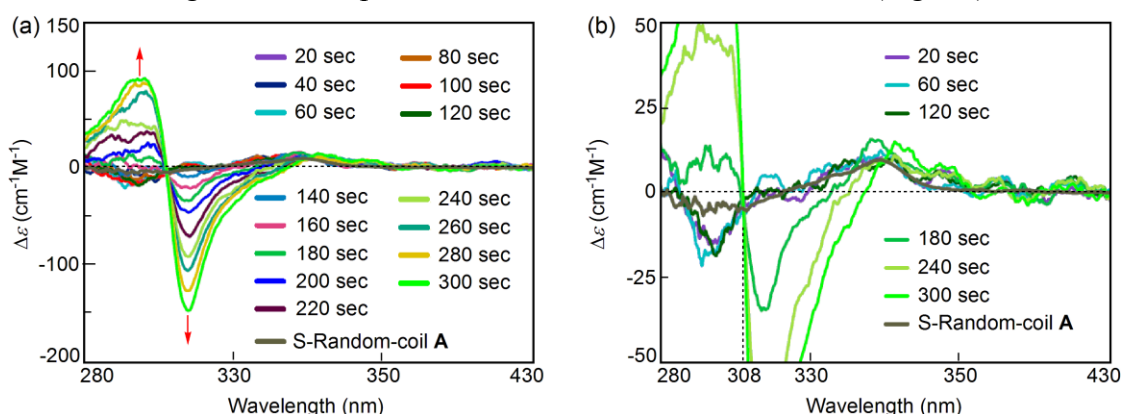 (a)
150
100
50
0
-100
-200
Δε (cm⁻¹M⁻¹)
20 sec
40 sec
60 sec
80 sec
100 sec
120 sec
140 sec
160 sec
180 sec
200 sec
220 sec
240 sec
260 sec
280 sec
300 sec
S-Random-coil A
280 330 350 430
Wavelength (nm)
(b)
50
25
0
-25
-50
Δε (cm⁻¹M⁻¹)
20 sec
60 sec
120 sec
180 sec
240 sec
300 sec
S-Random-coil A
280 308 330 350 430
Wavelength (nm)